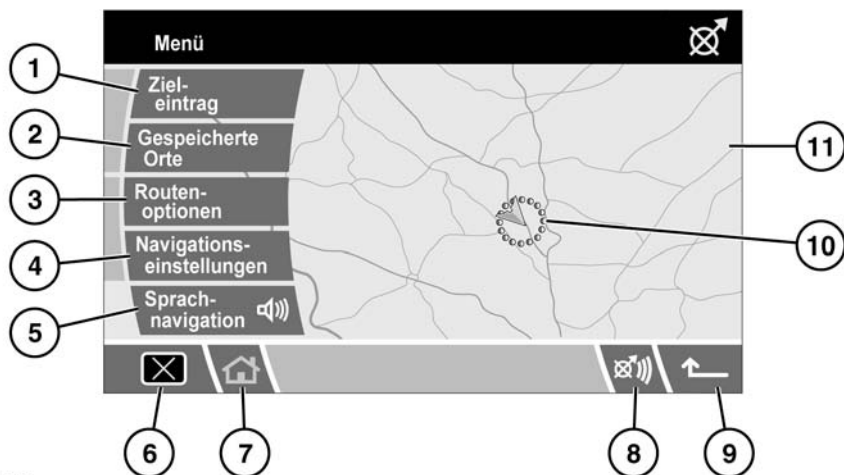 Menü
1
Ziel-
eintrag
2
Gespeicherte
Orte
11
3
Routen-
optionen
10
4
Navigations-
einstellungen
5
Sprach-
navigation
6
7
8
9